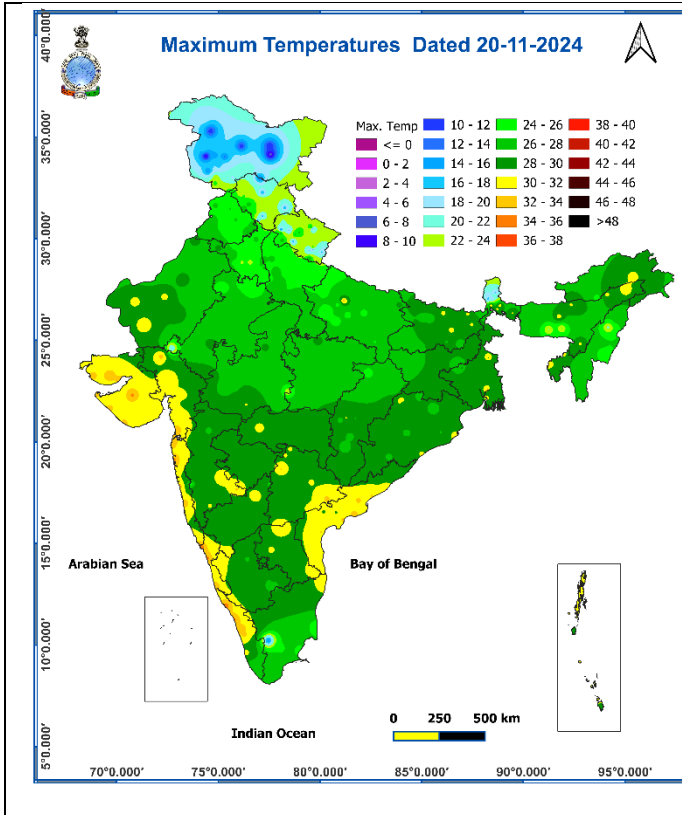 Maximum Temperatures Dated 20-11-2024
Max. Temp
<= 0
0 - 2
2 - 4
4 - 6
6 - 8
8 - 10
10 - 12
12 - 14
14 - 16
16 - 18
18 - 20
20 - 22
22 - 24
24 - 26
26 - 28
28 - 30
30 - 32
32 - 34
34 - 36
36 - 38
38 - 40
40 - 42
42 - 44
44 - 46
46 - 48
>48
40°0.000'
35°0.000'
30°0.000'
25°0.000'
20°0.000'
15°0.000'
10°0.000'
5°0.000'
Arabian Sea
Bay of Bengal
Indian Ocean
0 250 500 km
70°0.000' 75°0.000' 80°0.000' 85°0.000' 90°0.000' 95°0.000'